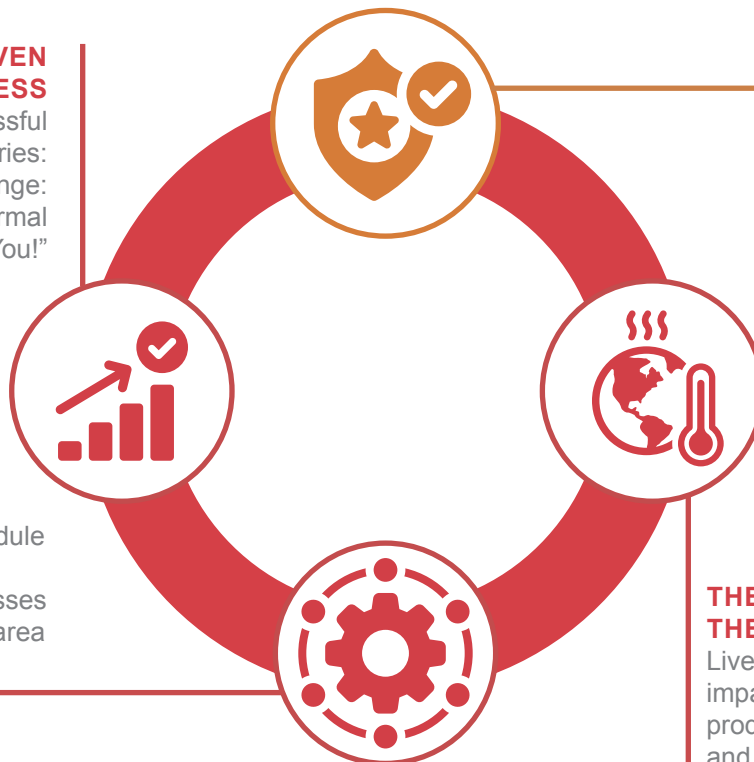 VEN
ESS
ssful
ries:
nge:
rmal
You!”
dule
sses
area
THE
THE
Live
impa
prod
and